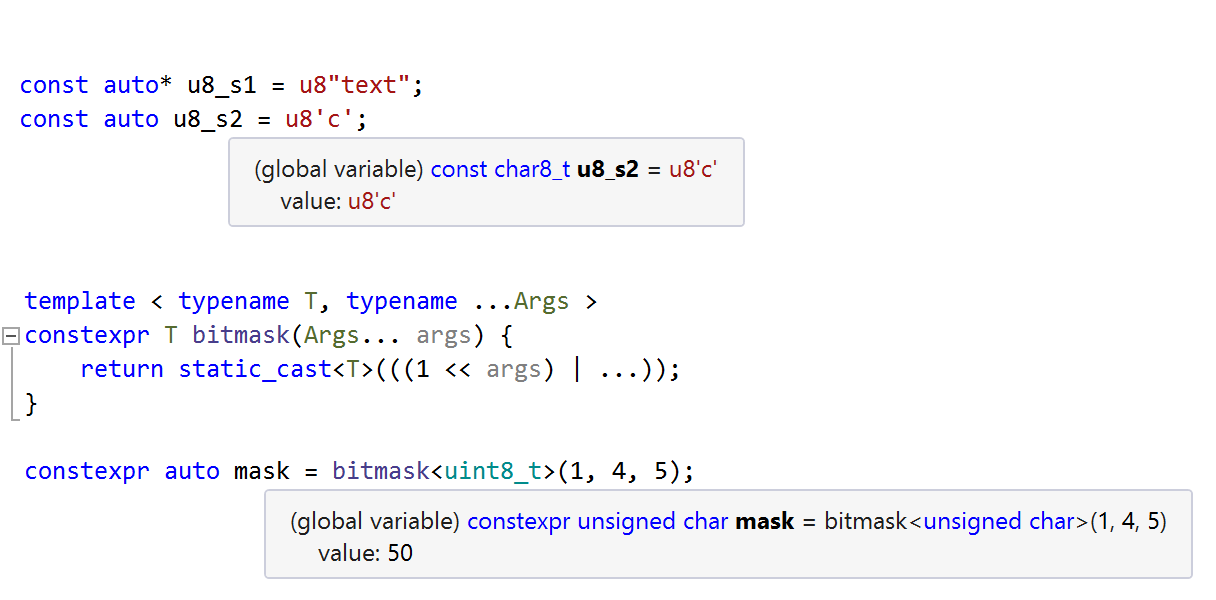 const auto* u8_s1 = u8"text";
const auto u8_s2 = u8'c';
(global variable) const char8_t u8_s2 = u8'c'
value: u8'c'
template < typename T, typename ...Args >
constexpr T bitmask(Args... args) {
return static_cast<T>(((1 << args) | ...));
}
constexpr auto mask = bitmask<uint8_t>(1, 4, 5);
(global variable) constexpr unsigned char mask = bitmask<unsigned char>(1, 4, 5)
value: 50